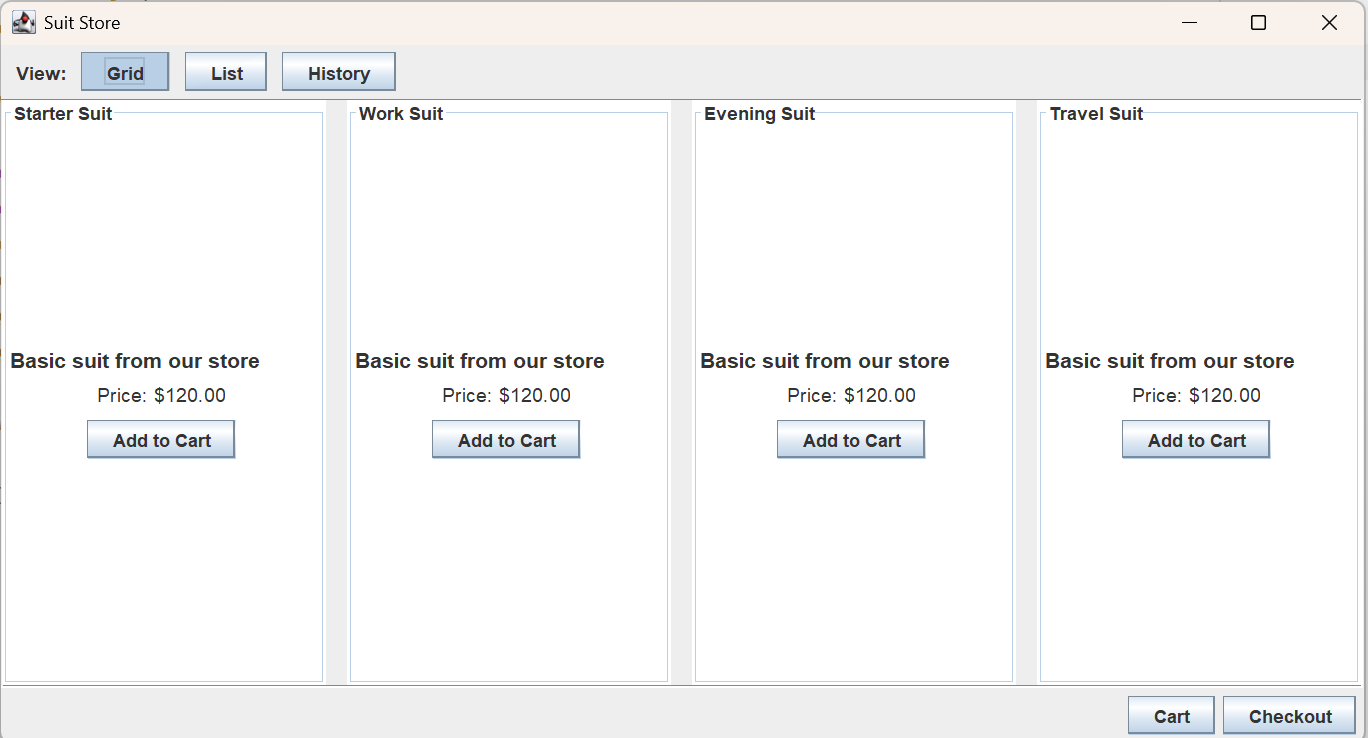 Suit Store
View: Grid List History
Starter Suit Work Suit Evening Suit Travel Suit
Basic suit from our store Basic suit from our store Basic suit from our store Basic suit from our store
Price: $120.00 Price: $120.00 Price: $120.00 Price: $120.00
Add to Cart Add to Cart Add to Cart Add to Cart
Cart Checkout